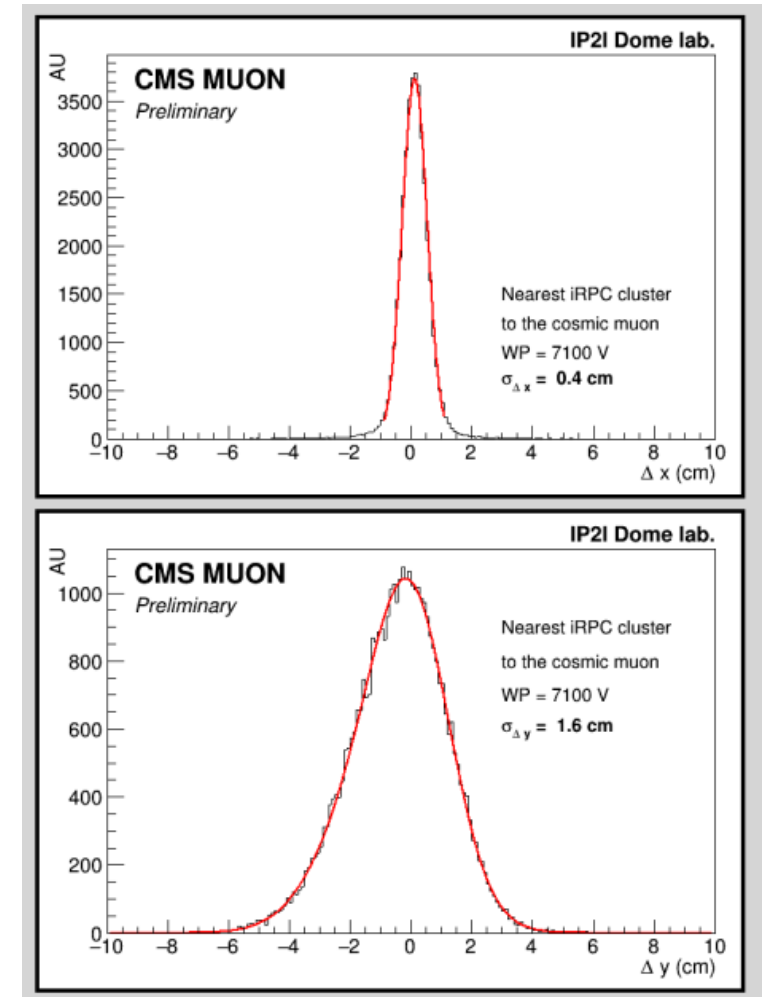 IP2I Dome lab.
AU
CMS MUON
Preliminary
3500
3000
2500
2000
1500
1000
500
0
Nearest iRPC cluster
to the cosmic muon
WP = 7100 V
σΔ x = 0.4 cm
−10 −8 −6 −4 −2 0 2 4 6 8 10
Δ x (cm)
IP2I Dome lab.
AU
CMS MUON
Preliminary
1000
800
600
400
200
0
Nearest iRPC cluster
to the cosmic muon
WP = 7100 V
σΔ y = 1.6 cm
−10 −8 −6 −4 −2 0 2 4 6 8 10
Δ y (cm)